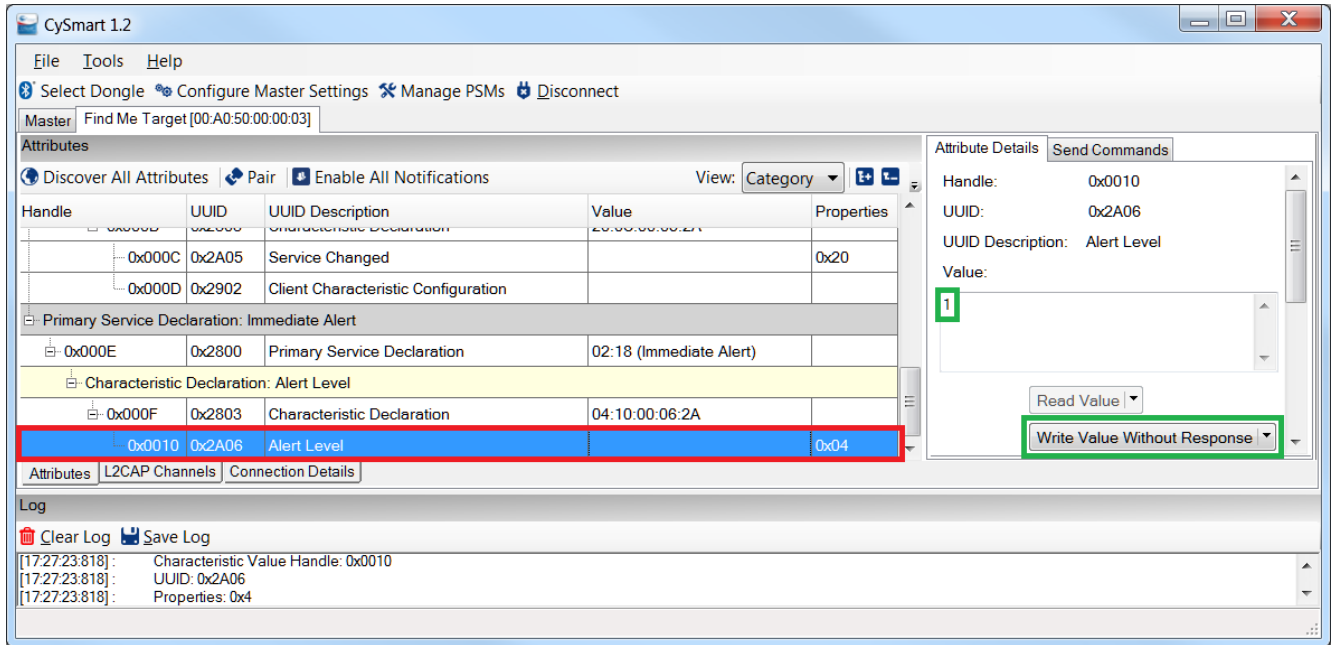 CySmart 1.2
File Tools Help
Select Dongle Configure Master Settings Manage PSMs Disconnect
Master Find Me Target [00:A0:50:00:00:03]
Attributes
Discover All Attributes Pair Enable All Notifications View: Category
Handle UUID UUID Description Value Properties
0x000C 0x2A05 Service Changed 0x20
0x000D 0x2902 Client Characteristic Configuration
Primary Service Declaration: Immediate Alert
0x000E 0x2800 Primary Service Declaration 02:18 (Immediate Alert)
Characteristic Declaration: Alert Level
0x000F 0x2803 Characteristic Declaration 04:10:00:06:2A
0x0010 0x2A06 Alert Level 0x04
Attributes L2CAP Channels Connection Details
Attribute Details Send Commands
Handle: 0x0010
UUID: 0x2A06
UUID Description: Alert Level
Value:
1
Read Value
Write Value Without Response
Log
Clear Log Save Log
[17:27:23:818] : Characteristic Value Handle: 0x0010
[17:27:23:818] : UUID: 0x2A06
[17:27:23:818] : Properties: 0x4